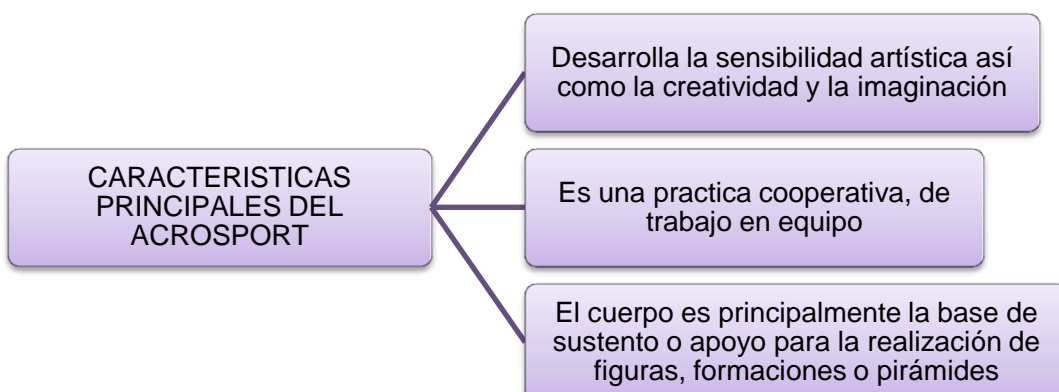 CARACTERISTICAS
PRINCIPALES DEL
ACROSPORT
Desarrolla la sensibilidad artística así
como la creatividad y la imaginación
Es una practica cooperativa, de
trabajo en equipo
El cuerpo es principalmente la base de
sustento o apoyo para la realización de
figuras, formaciones o pirámides